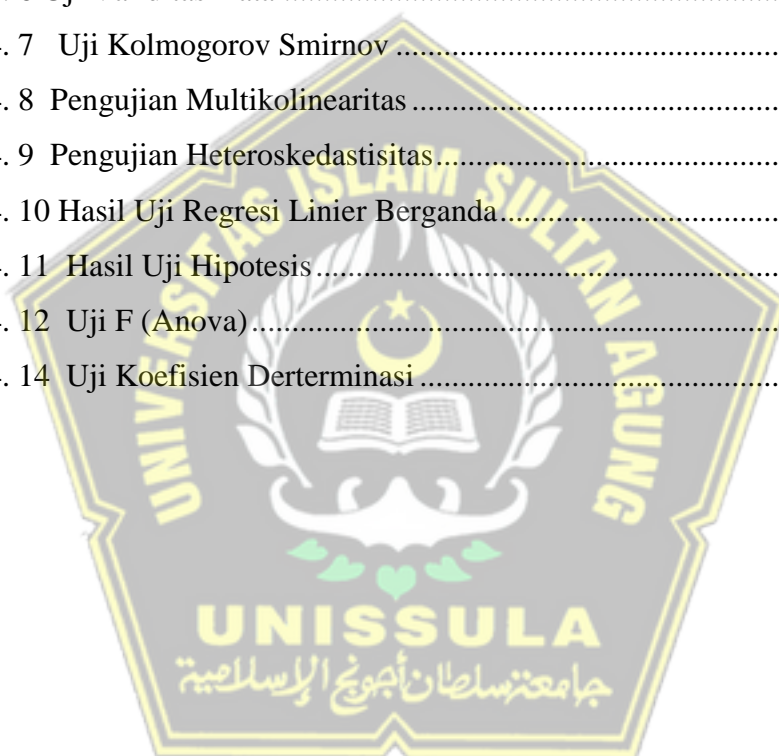 . 7 Uji Kolmogorov Smirnov ........................................
. 8 Pengujian Multikolinearitas ........................................
. 9 Pengujian Heteroskedastisitas ........................................
. 10 Hasil Uji Regresi Linier Berganda ........................................
. 11 Hasil Uji Hipotesis ........................................
. 12 Uji F (Anova) ........................................
. 14 Uji Koefisien Derterminasi ........................................
UNIVERSITAS ISLAM SULTAN AGUNG
UNISSULA
جامعة سلطان أجونج الإسلامية